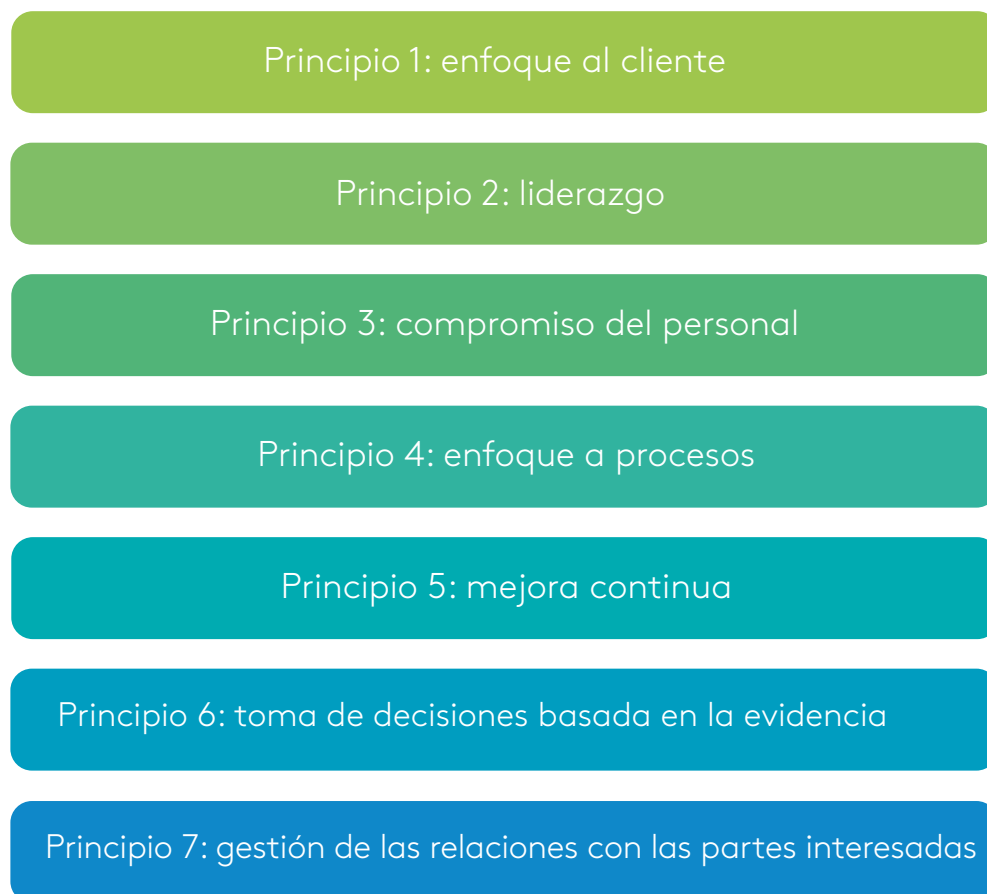 Principio 1: enfoque al cliente
Principio 2: liderazgo
Principio 3: compromiso del personal
Principio 4: enfoque a procesos
Principio 5: mejora continua
Principio 6: toma de decisiones basada en la evidencia
Principio 7: gestión de las relaciones con las partes interesadas